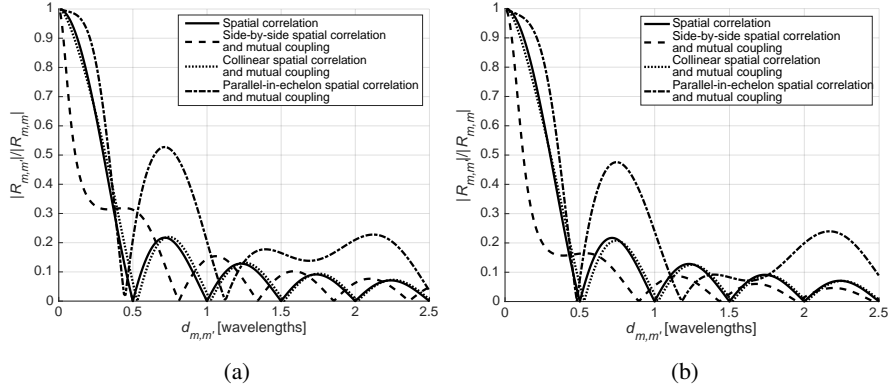 1
0.9
0.8
0.7
0.6
0.5
0.4
0.3
0.2
0.1
0
|R_{m,m'}|/|R_{m,m}|
Spatial correlation
Side-by-side spatial correlation
and mutual coupling
Collinear spatial correlation
and mutual coupling
Parallel-in-echelon spatial correlation
and mutual coupling
0 0.5 1 1.5 2 2.5
d_{m,m'} [wavelengths]
(a)
1
0.9
0.8
0.7
0.6
0.5
0.4
0.3
0.2
0.1
0
|R_{m,m'}|/|R_{m,m}|
Spatial correlation
Side-by-side spatial correlation
and mutual coupling
Collinear spatial correlation
and mutual coupling
Parallel-in-echelon spatial correlation
and mutual coupling
0 0.5 1 1.5 2 2.5
d_{m,m'} [wavelengths]
(b)